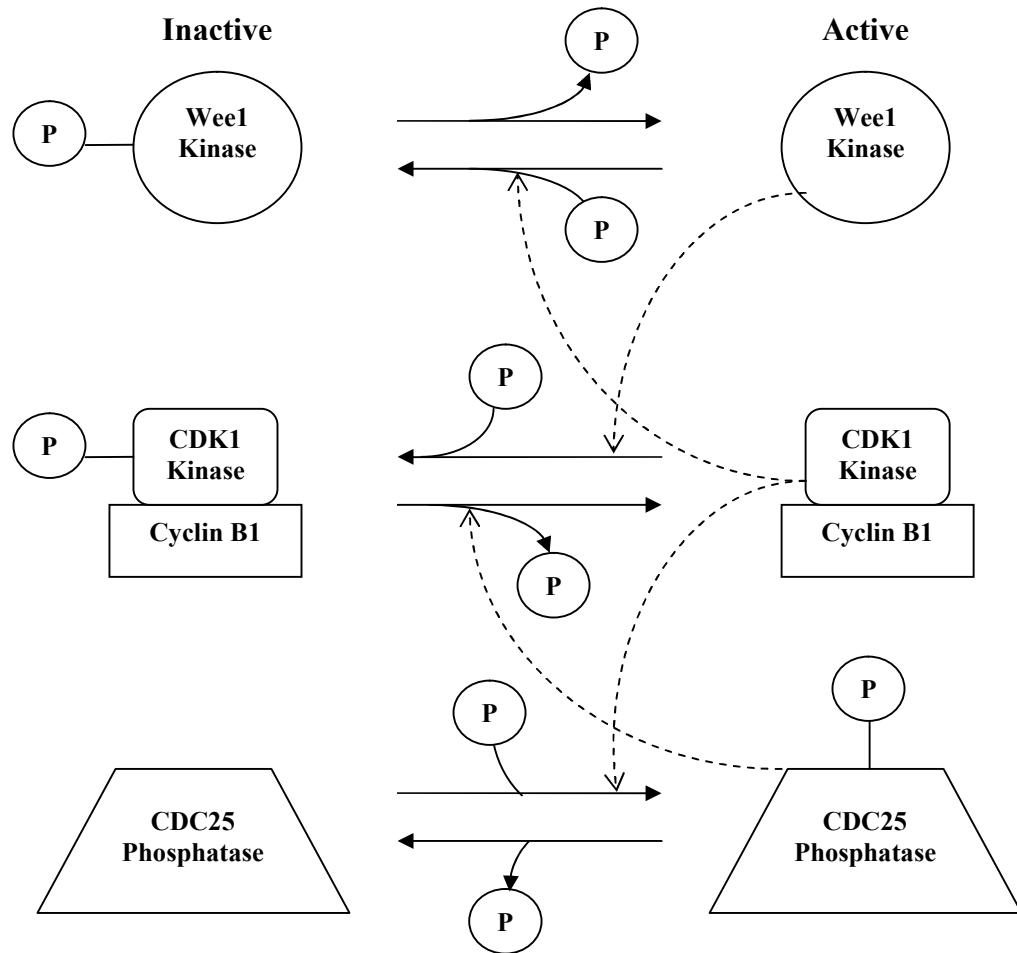 Inactive
Active
P
P
Wee1
Kinase
Wee1
Kinase
P
P
P
CDK1
Kinase
Cyclin B1
CDK1
Kinase
Cyclin B1
P
P
P
CDC25
Phosphatase
CDC25
Phosphatase
P